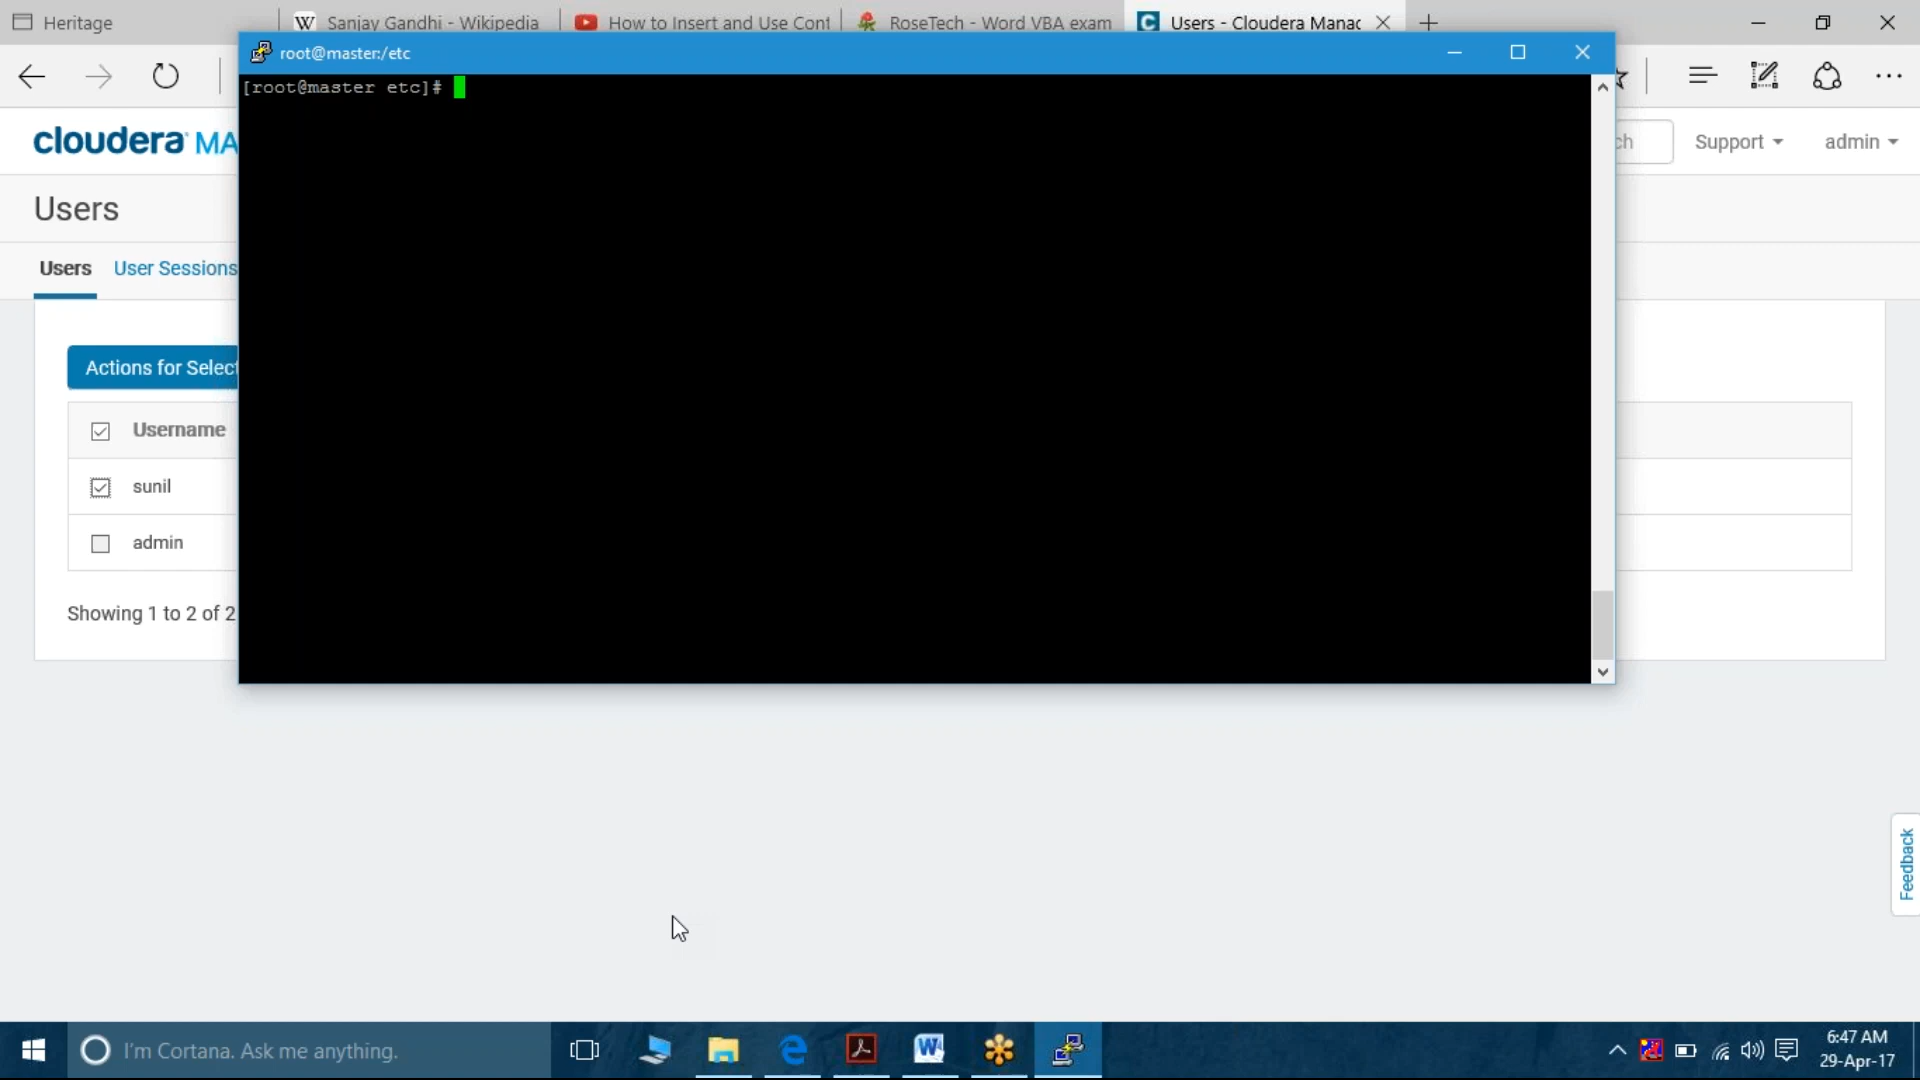 Heritage
Sanjay Gandhi - Wikipedia
How to Insert and Use Cont
RoseTech - Word VBA exam
Users - Cloudera Manac
root@master:/etc
[root@master etc]#
cloudera MA
ch
Support
admin
Users
Users
User Sessions
Actions for Select
Username
sunil
admin
Showing 1 to 2 of 2
Feedback
I'm Cortana. Ask me anything.
6:47 AM
29-Apr-17